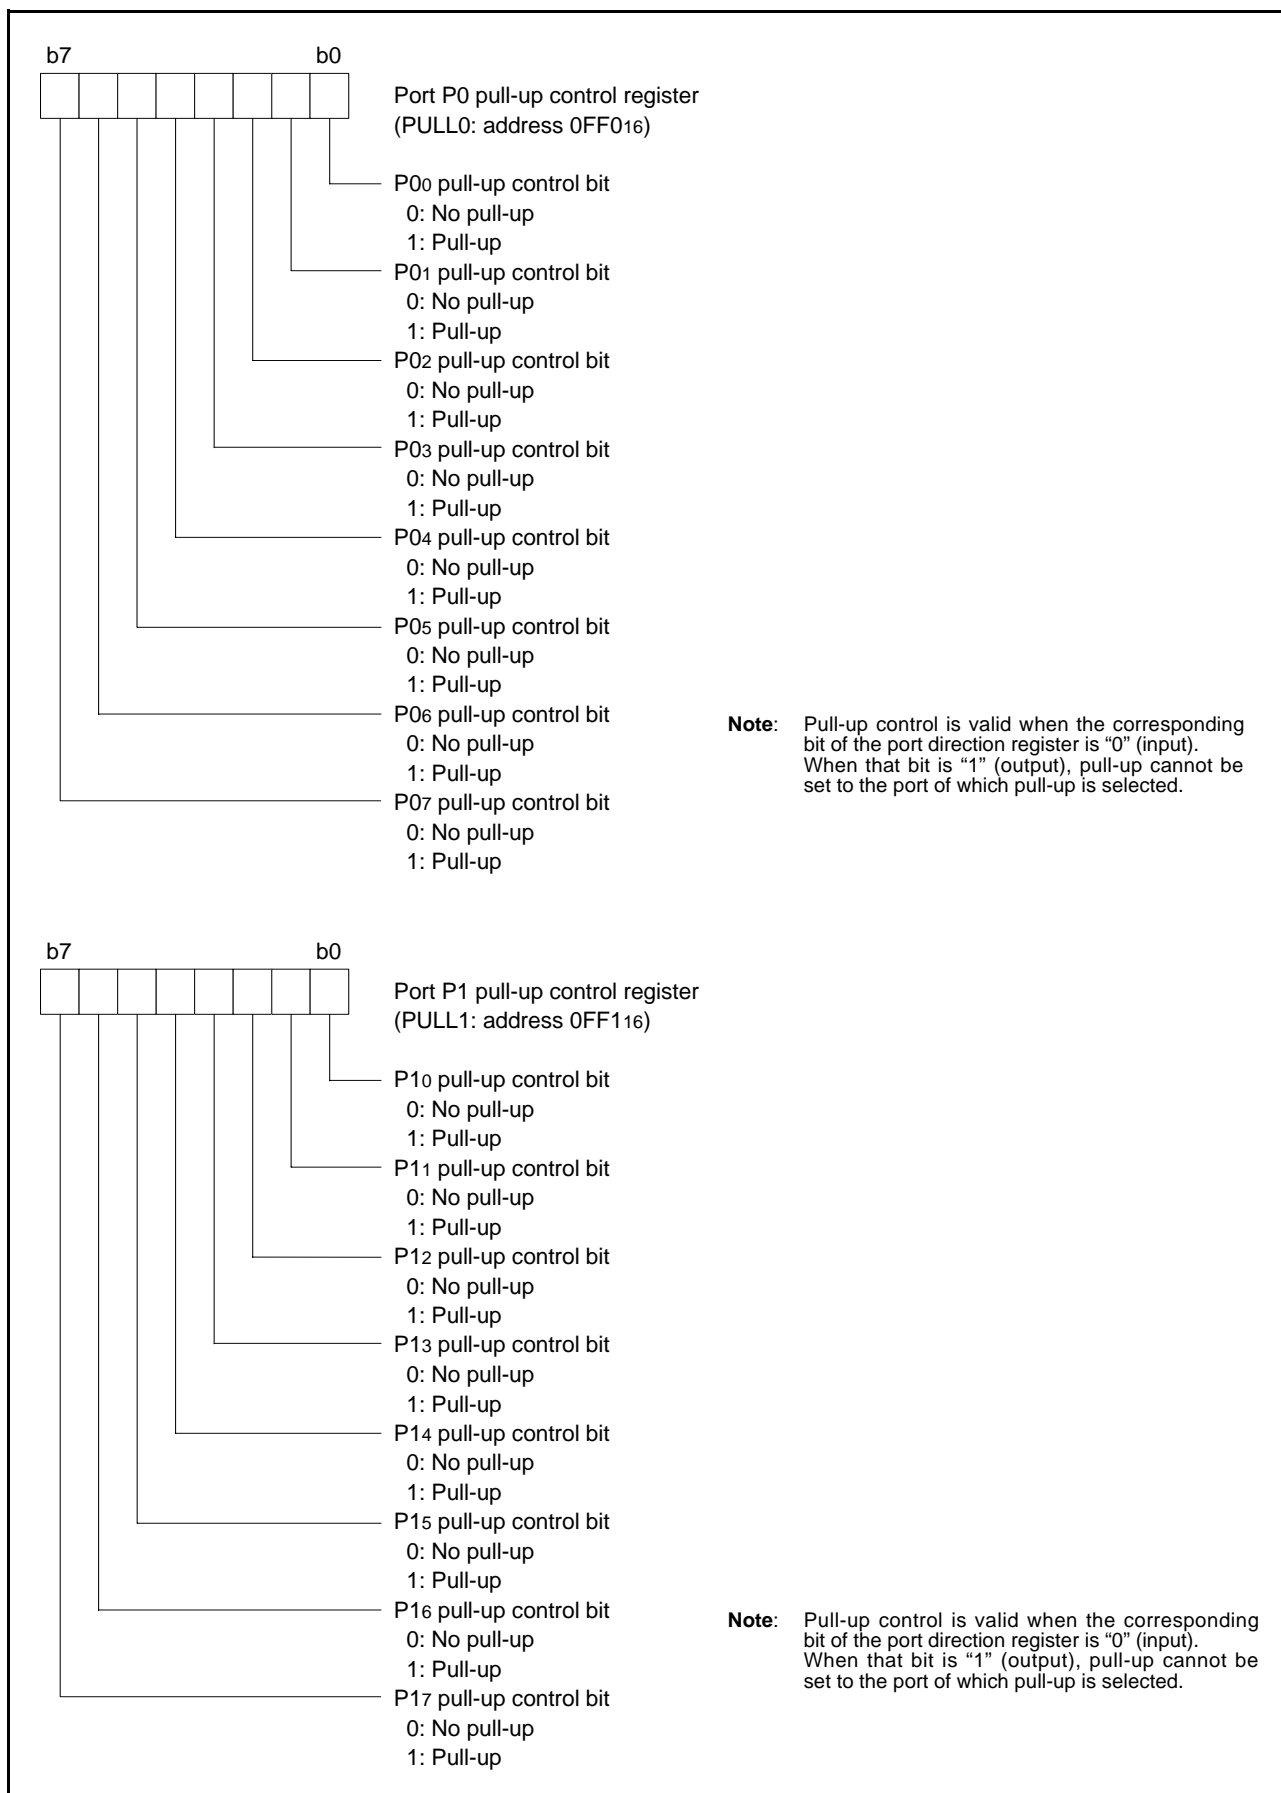 b7 b0
Port P0 pull-up control register
(PULL0: address 0FF016)
P00 pull-up control bit
0: No pull-up
1: Pull-up
P01 pull-up control bit
0: No pull-up
1: Pull-up
P02 pull-up control bit
0: No pull-up
1: Pull-up
P03 pull-up control bit
0: No pull-up
1: Pull-up
P04 pull-up control bit
0: No pull-up
1: Pull-up
P05 pull-up control bit
0: No pull-up
1: Pull-up
P06 pull-up control bit
0: No pull-up
1: Pull-up
P07 pull-up control bit
0: No pull-up
1: Pull-up
Note: Pull-up control is valid when the corresponding
bit of the port direction register is “0” (input).
When that bit is “1” (output), pull-up cannot be
set to the port of which pull-up is selected.
b7 b0
Port P1 pull-up control register
(PULL1: address 0FF116)
P10 pull-up control bit
0: No pull-up
1: Pull-up
P11 pull-up control bit
0: No pull-up
1: Pull-up
P12 pull-up control bit
0: No pull-up
1: Pull-up
P13 pull-up control bit
0: No pull-up
1: Pull-up
P14 pull-up control bit
0: No pull-up
1: Pull-up
P15 pull-up control bit
0: No pull-up
1: Pull-up
P16 pull-up control bit
0: No pull-up
1: Pull-up
P17 pull-up control bit
0: No pull-up
1: Pull-up
Note: Pull-up control is valid when the corresponding
bit of the port direction register is “0” (input).
When that bit is “1” (output), pull-up cannot be
set to the port of which pull-up is selected.